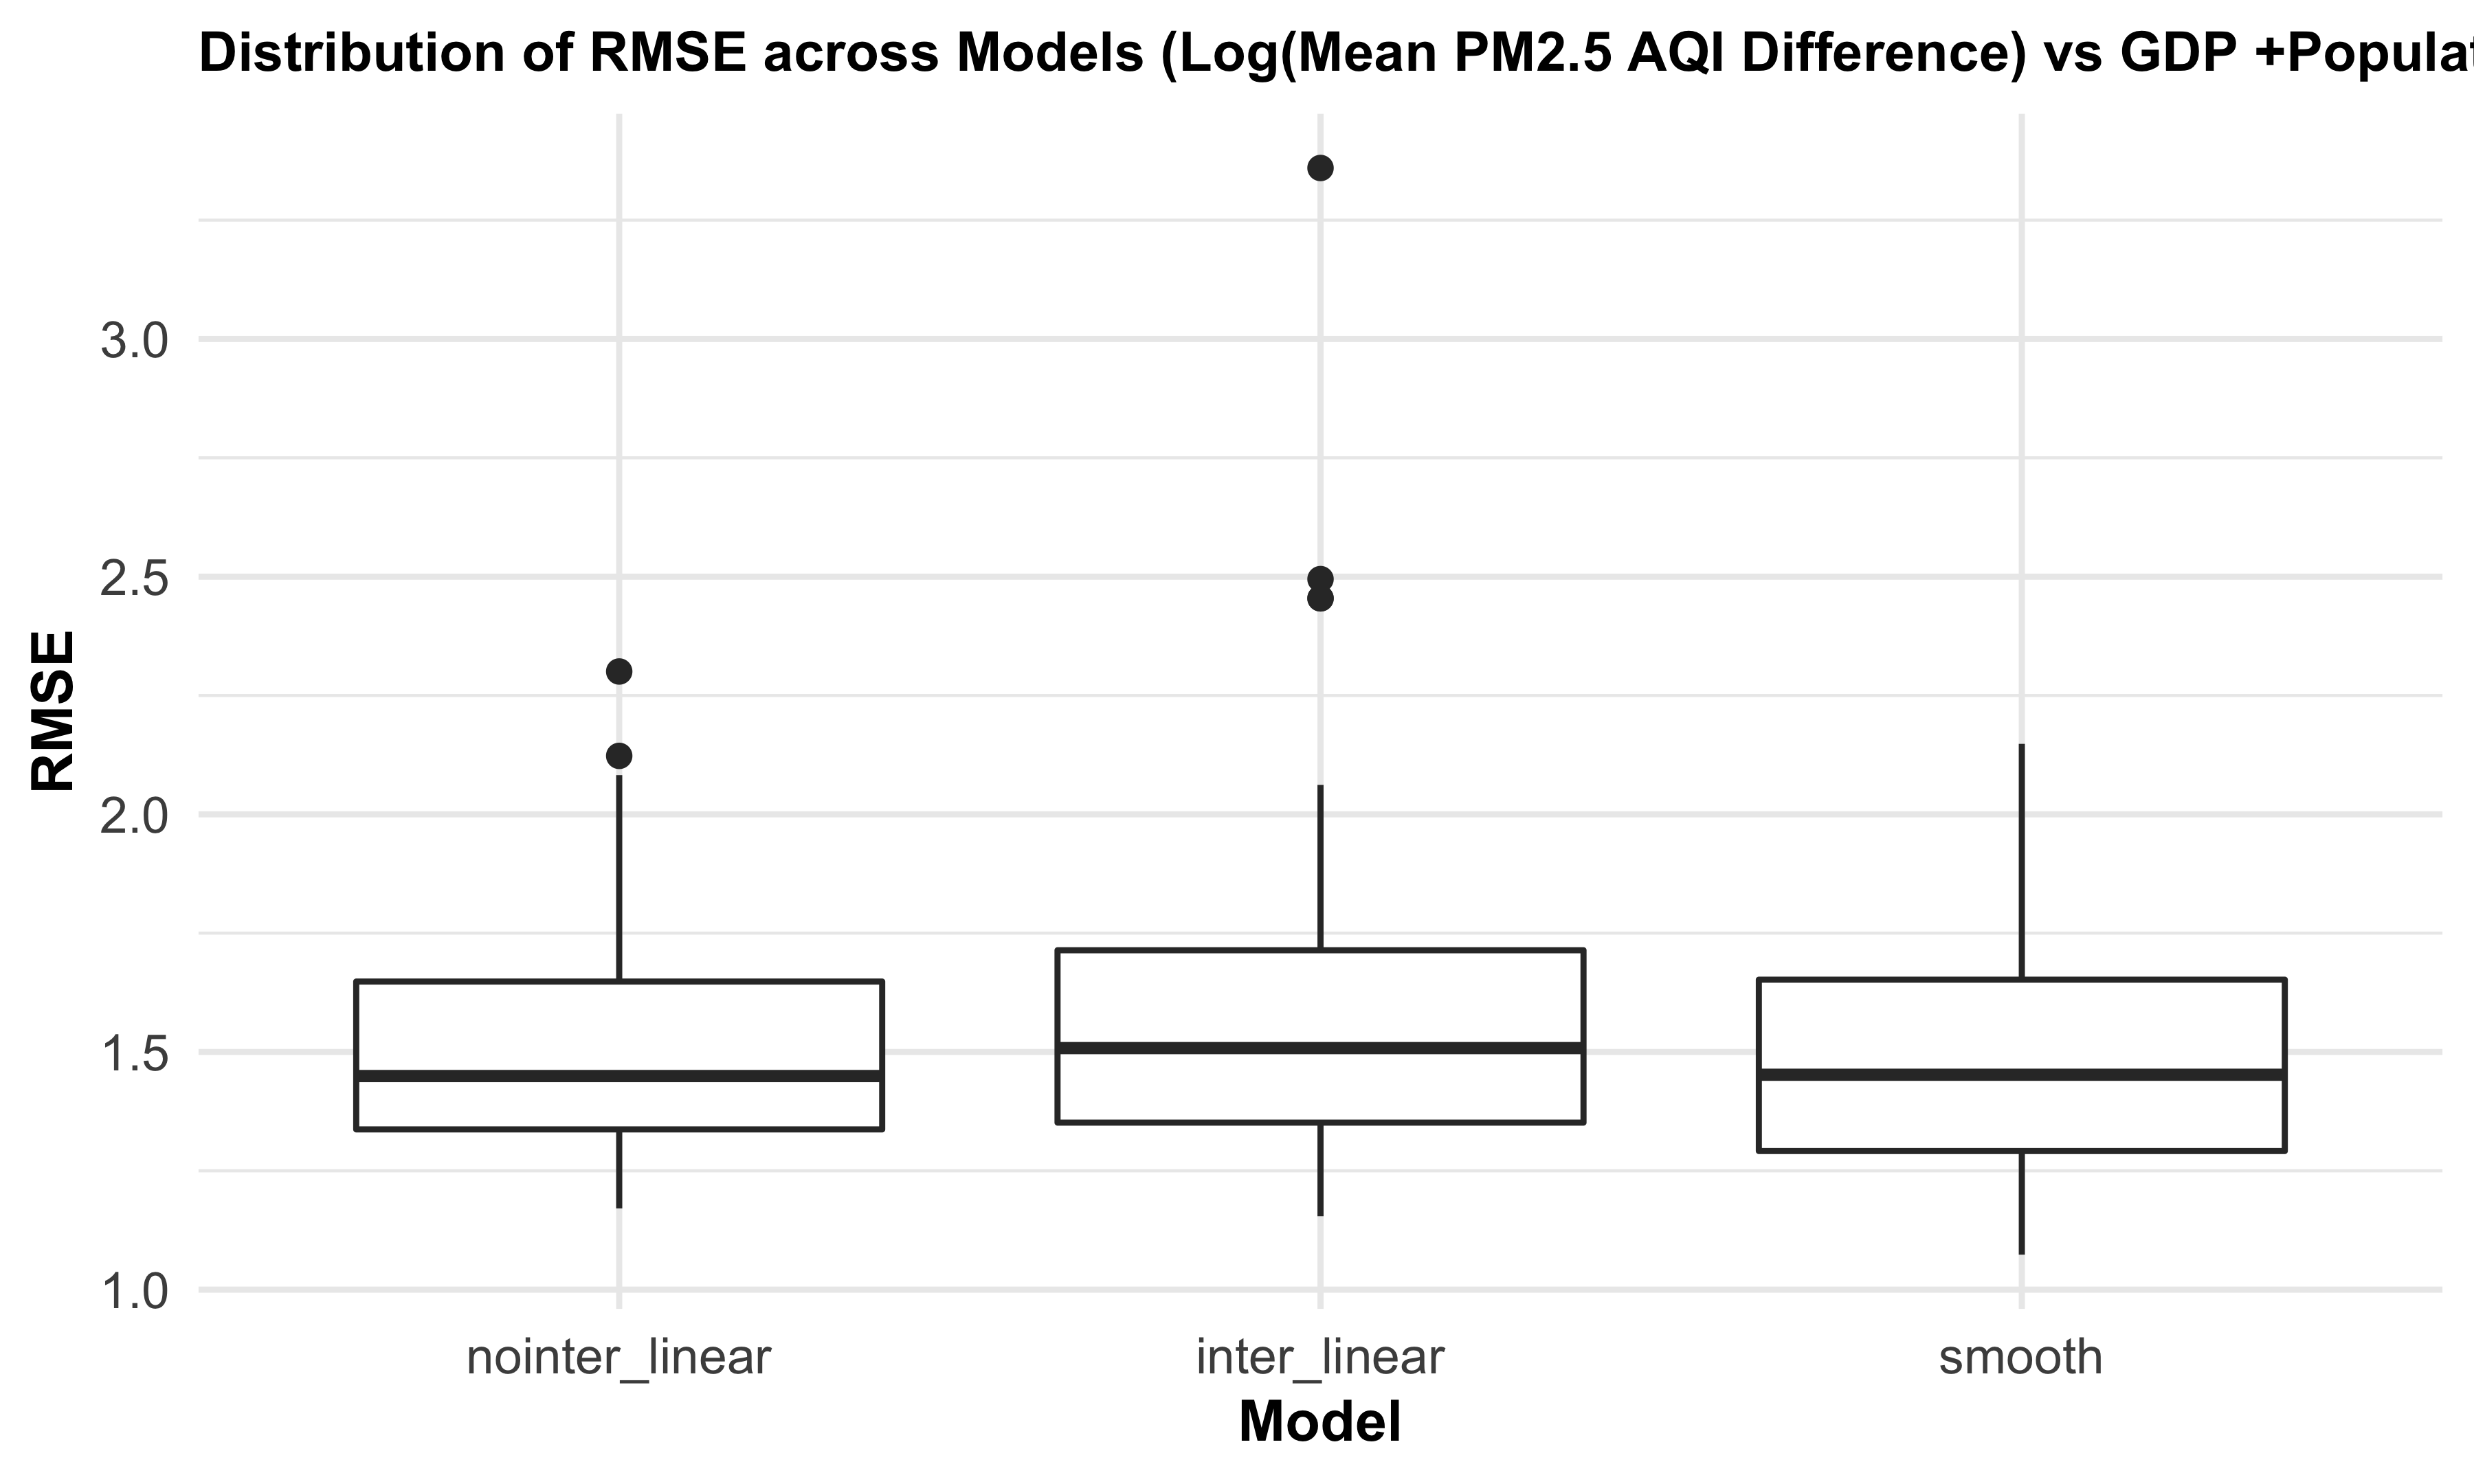 Distribution of RMSE across Models (Log(Mean PM2.5 AQI Difference) vs GDP +Populat
3.0
2.5
2.0
1.5
1.0
RMSE
nointer_linear
inter_linear
smooth
Model